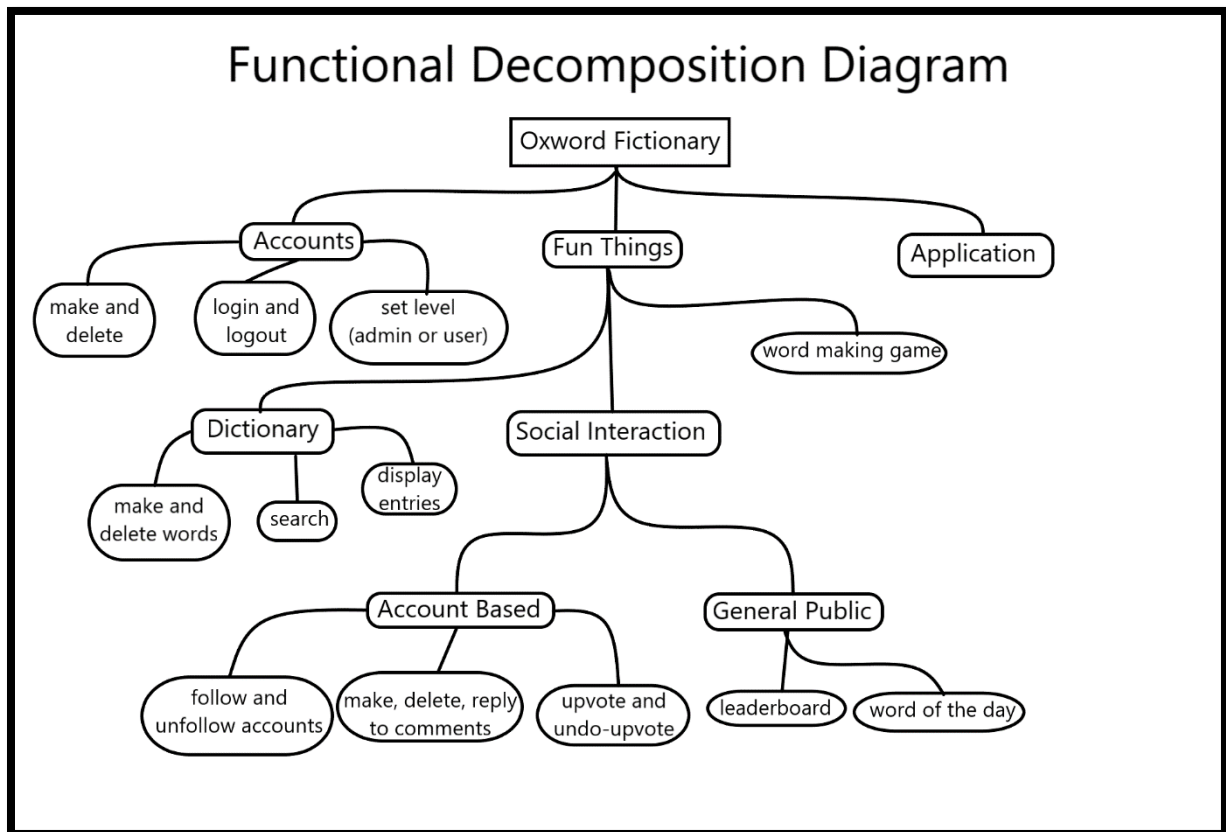 Functional Decomposition Diagram
Oxword Fictionary
Accounts
Fun Things
Application
make and
delete
login and
logout
set level
(admin or user)
word making game
Dictionary
Social Interaction
make and
delete words
search
display
entries
Account Based
General Public
follow and
unfollow accounts
make, delete, reply
to comments
upvote and
undo-upvote
leaderboard
word of the day